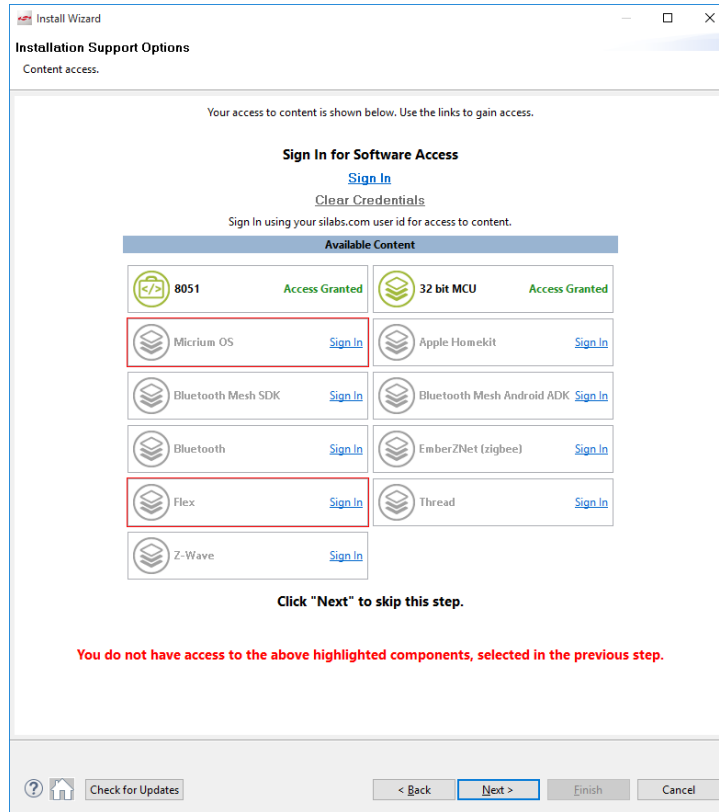 Install Wizard
Installation Support Options
Content access.
Your access to content is shown below. Use the links to gain access.
Sign In for Software Access
Sign In
Clear Credentials
Sign In using your silabs.com user id for access to content.
Available Content
8051 Access Granted
32 bit MCU Access Granted
Micrium OS Sign In
Apple Homekit Sign In
Bluetooth Mesh SDK Sign In
Bluetooth Mesh Android ADK Sign In
Bluetooth Sign In
EmberZNet (zigbee) Sign In
Flex Sign In
Thread Sign In
Z-Wave Sign In
Click "Next" to skip this step.
You do not have access to the above highlighted components, selected in the previous step.
? Check for Updates < Back Next > Finish Cancel